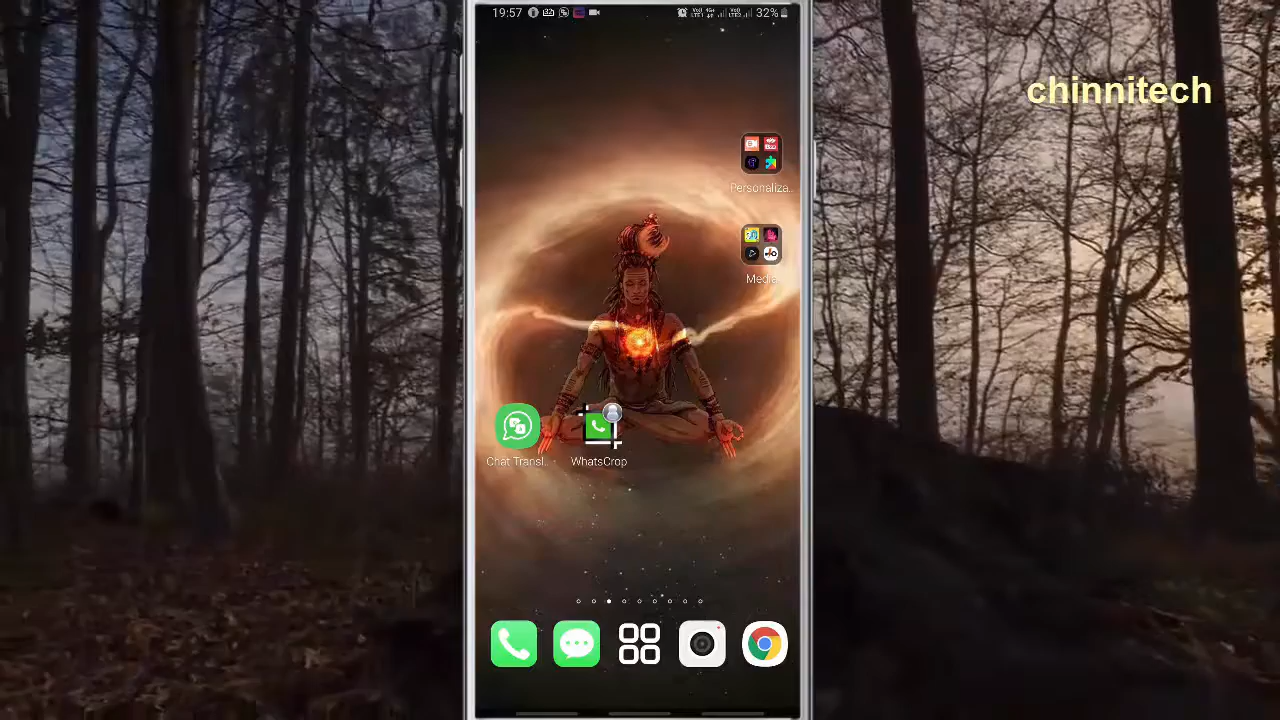 19:57
32%
chinnitech
Personaliza..
Media
Chat Transl..
WhatsCrop